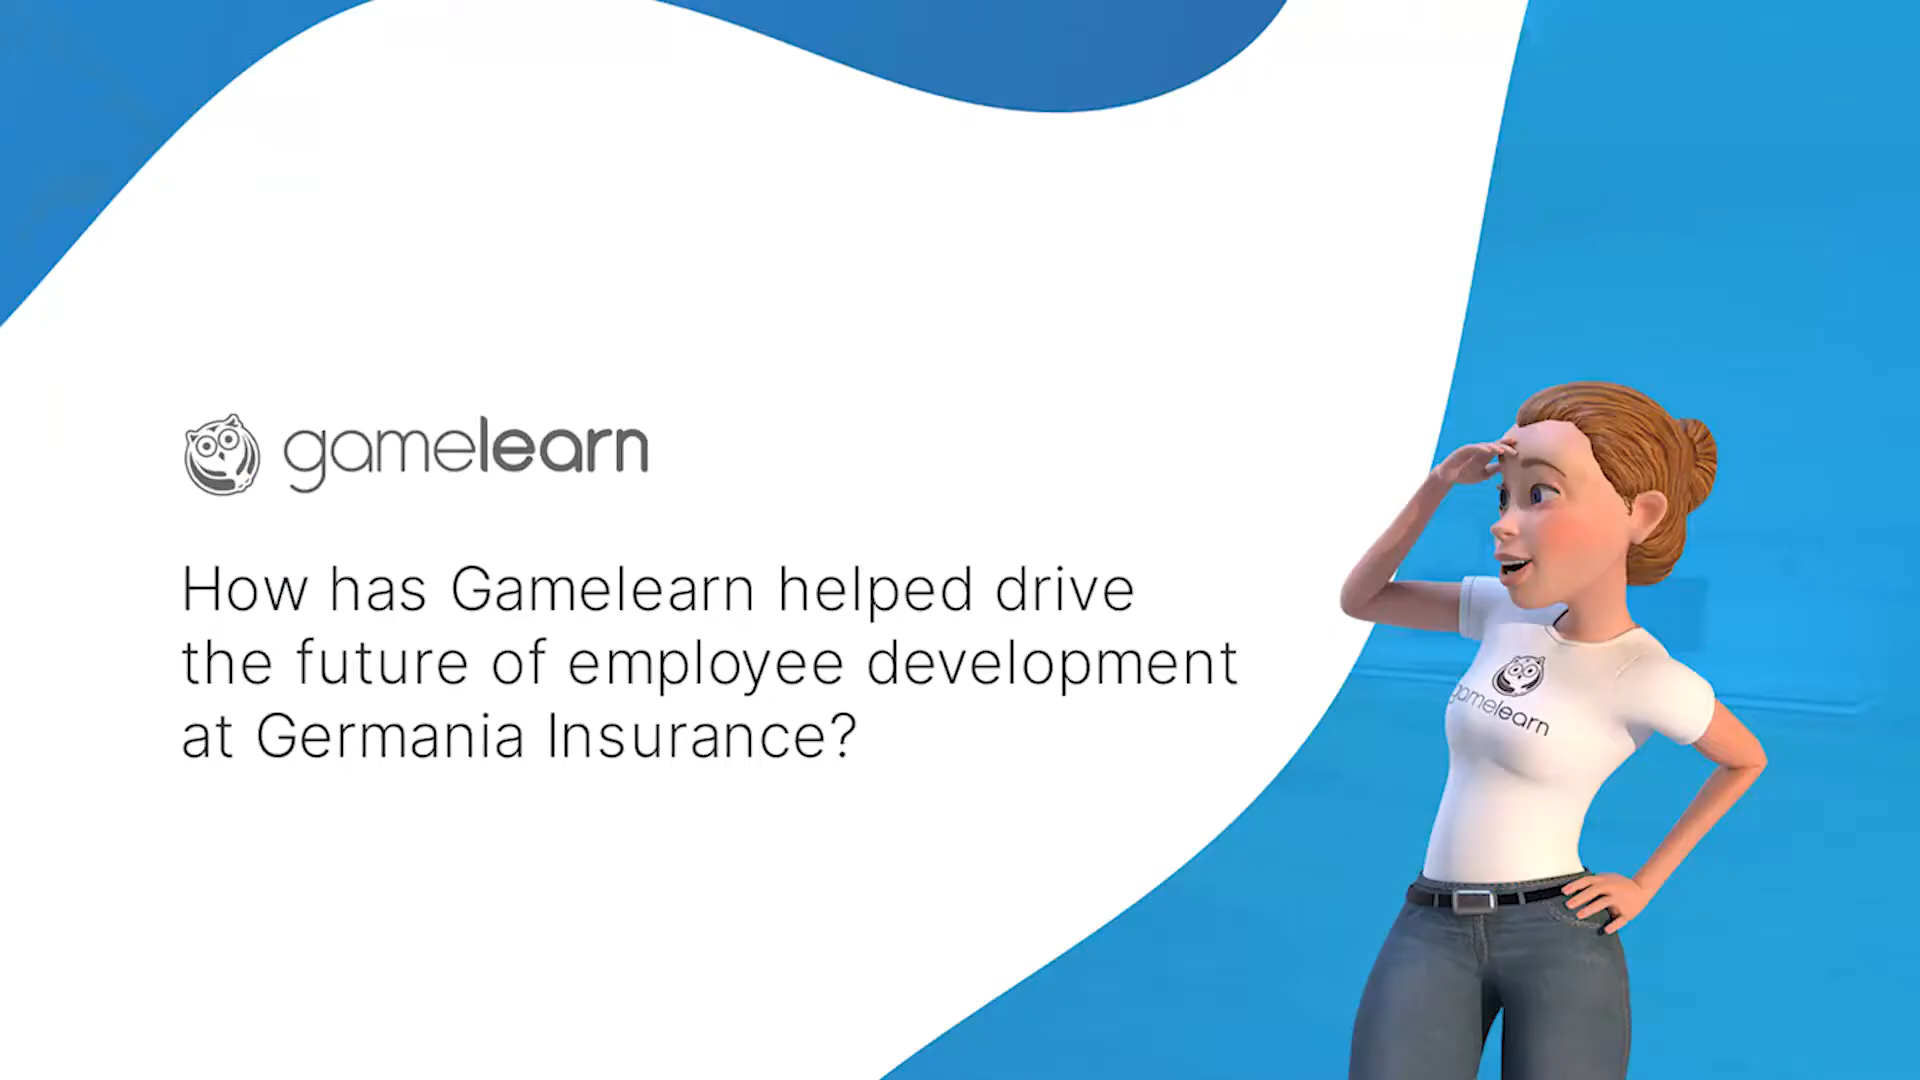 gamelearn
How has Gamelearn helped drive
the future of employee development
at Germania Insurance?
gamelearn